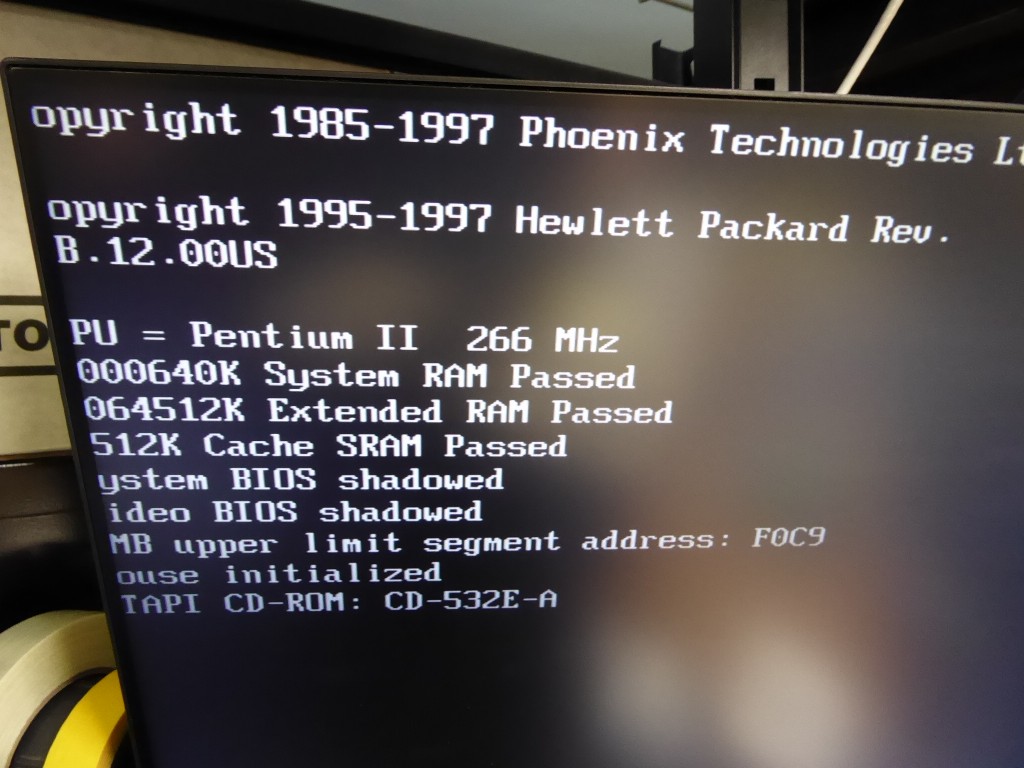 opyright 1985-1997 Phoenix Technologies Lt
opyright 1995-1997 Hewlett Packard Rev.
B.12.00US
PU = Pentium II 266 MHz
000640K System RAM Passed
064512K Extended RAM Passed
512K Cache SRAM Passed
ystem BIOS shadowed
ideo BIOS shadowed
MB upper limit segment address: F0C9
ouse initialized
TAPI CD-ROM: CD-532E-A
TO